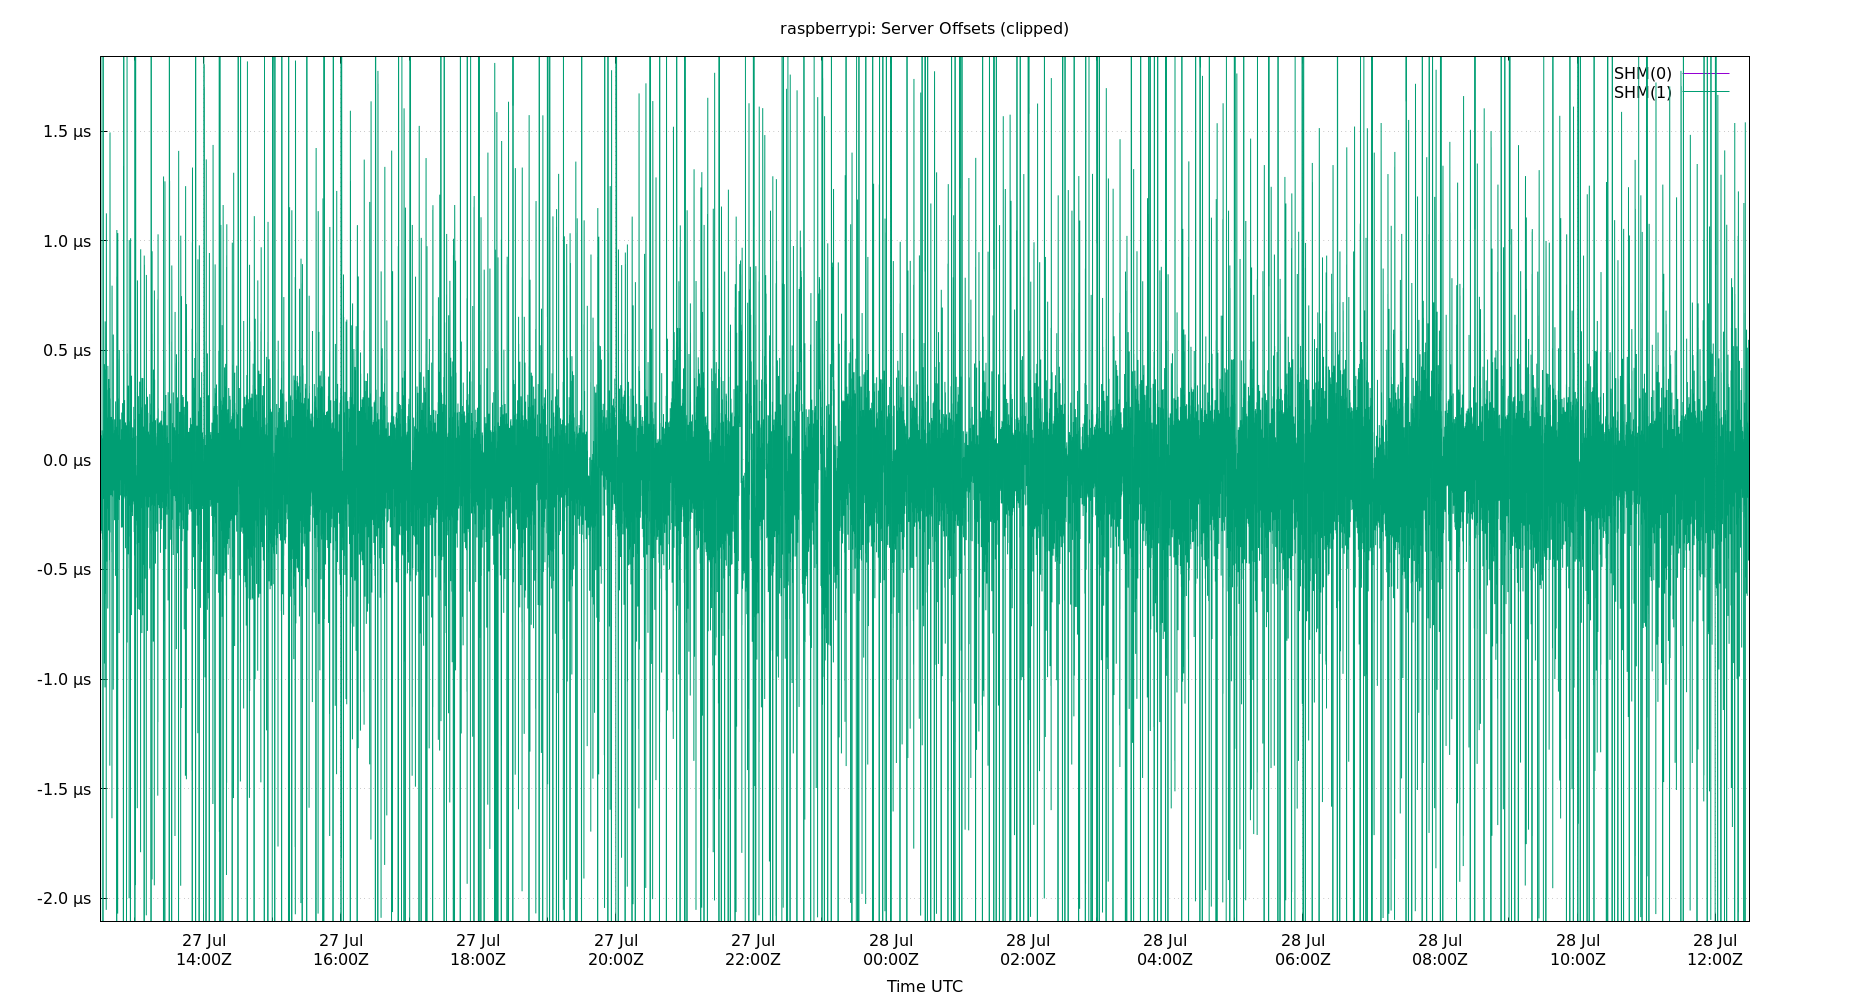 raspberrypi: Server Offsets (clipped)
SHM(0)
SHM(1)
1.5 µs
1.0 µs
0.5 µs
0.0 µs
-0.5 µs
-1.0 µs
-1.5 µs
-2.0 µs
27 Jul 27 Jul 27 Jul 27 Jul 27 Jul 28 Jul 28 Jul 28 Jul 28 Jul 28 Jul 28 Jul 28 Jul
14:00Z 16:00Z 18:00Z 20:00Z 22:00Z 00:00Z 02:00Z 04:00Z 06:00Z 08:00Z 10:00Z 12:00Z
Time UTC